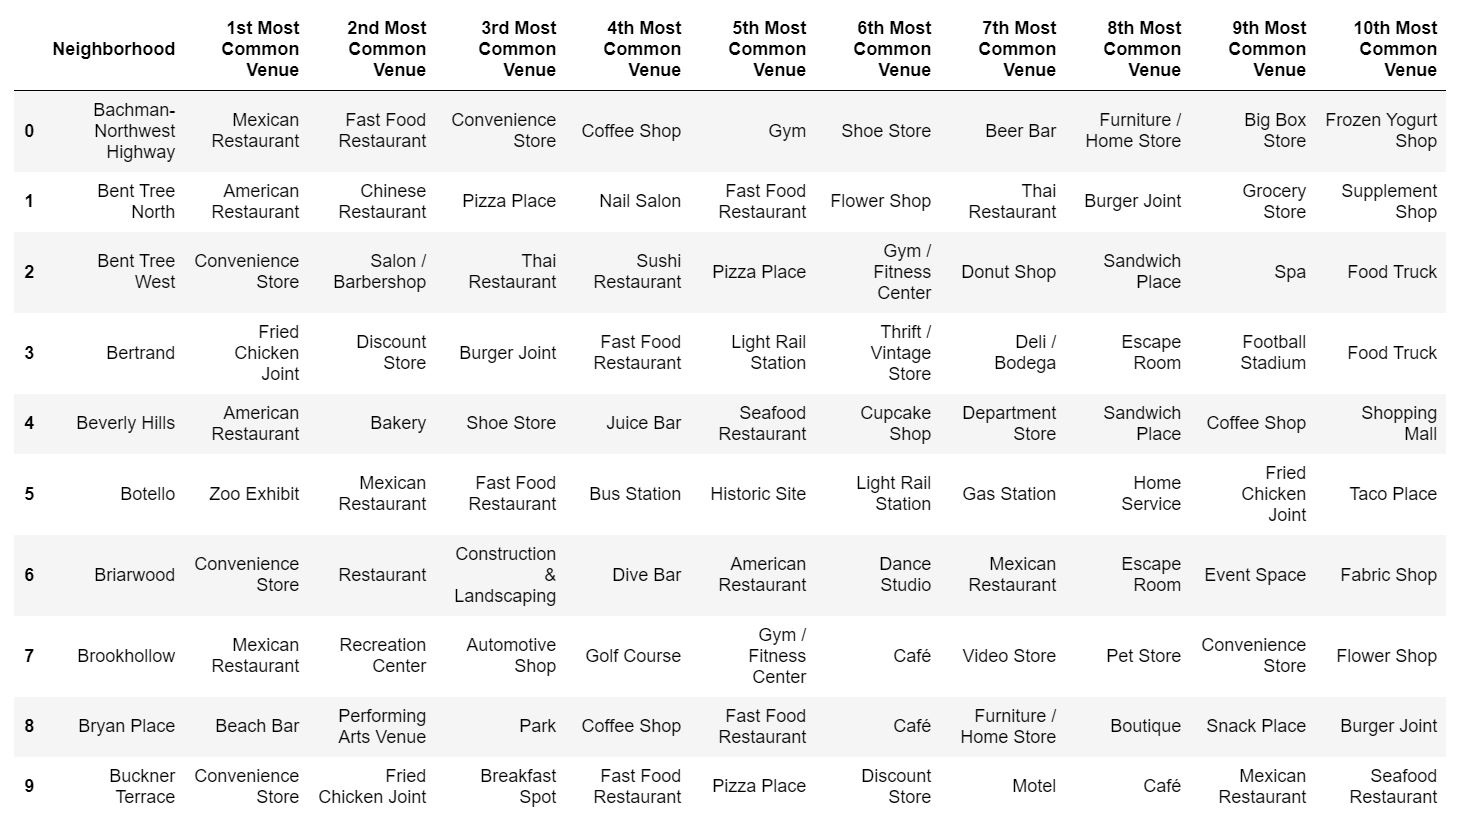 Neighborhood 1st Most Common Venue 2nd Most Common Venue 3rd Most Common Venue 4th Most Common Venue 5th Most Common Venue 6th Most Common Venue 7th Most Common Venue 8th Most Common Venue 9th Most Common Venue 10th Most Common Venue
0 Bachman-Northwest Highway Mexican Restaurant Fast Food Restaurant Convenience Store Coffee Shop Gym Shoe Store Beer Bar Furniture / Home Store Big Box Store Frozen Yogurt Shop
1 Bent Tree North American Restaurant Chinese Restaurant Pizza Place Nail Salon Fast Food Restaurant Flower Shop Thai Restaurant Burger Joint Grocery Store Supplement Shop
2 Bent Tree West Convenience Store Salon / Barbershop Thai Restaurant Sushi Restaurant Pizza Place Gym / Fitness Center Donut Shop Sandwich Place Spa Food Truck
3 Bertrand Fried Chicken Joint Discount Store Burger Joint Fast Food Restaurant Light Rail Station Thrift / Vintage Store Deli / Bodega Escape Room Football Stadium Food Truck
4 Beverly Hills American Restaurant Bakery Shoe Store Juice Bar Seafood Restaurant Cupcake Shop Department Store Sandwich Place Coffee Shop Shopping Mall
5 Botello Zoo Exhibit Mexican Restaurant Fast Food Restaurant Bus Station Historic Site Light Rail Station Gas Station Home Service Fried Chicken Joint Taco Place
6 Briarwood Convenience Store Restaurant Construction & Landscaping Dive Bar American Restaurant Dance Studio Mexican Restaurant Escape Room Event Space Fabric Shop
7 Brookhollow Mexican Restaurant Recreation Center Automotive Shop Golf Course Gym / Fitness Center Café Video Store Pet Store Convenience Store Flower Shop
8 Bryan Place Beach Bar Performing Arts Venue Park Coffee Shop Fast Food Restaurant Café Furniture / Home Store Boutique Snack Place Burger Joint
9 Buckner Terrace Convenience Store Fried Chicken Joint Breakfast Spot Fast Food Restaurant Pizza Place Discount Store Motel Café Mexican Restaurant Seafood Restaurant